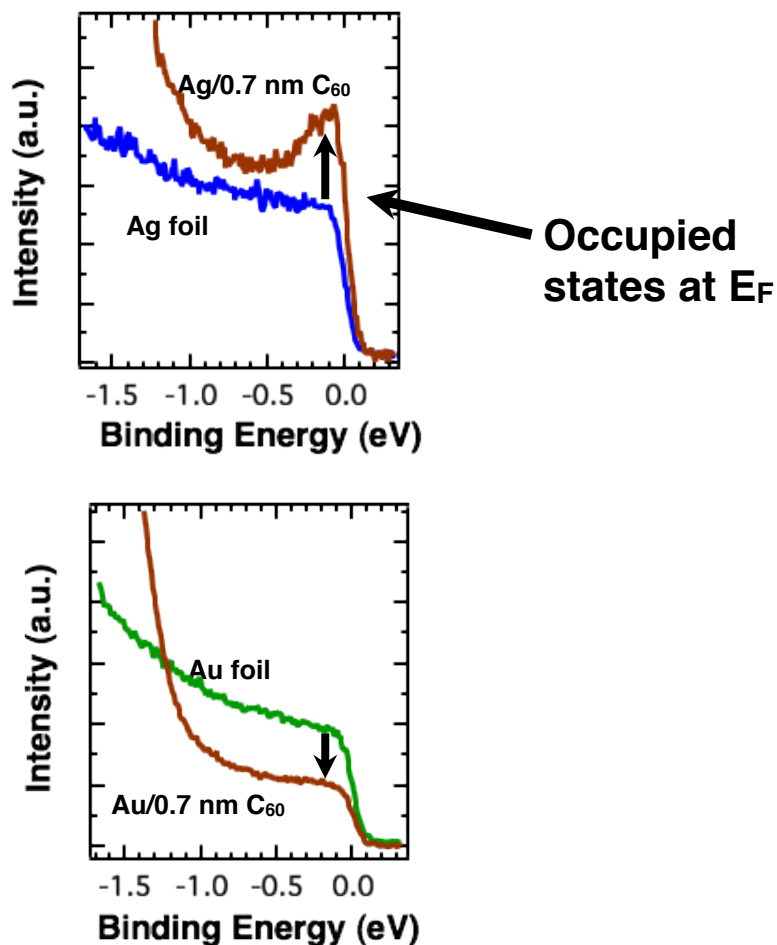 Intensity (a.u.)
Ag/0.7 nm C₆₀
Ag foil
Occupied
states at E_F
-1.5 -1.0 -0.5 0.0
Binding Energy (eV)
Intensity (a.u.)
Au foil
Au/0.7 nm C₆₀
-1.5 -1.0 -0.5 0.0
Binding Energy (eV)